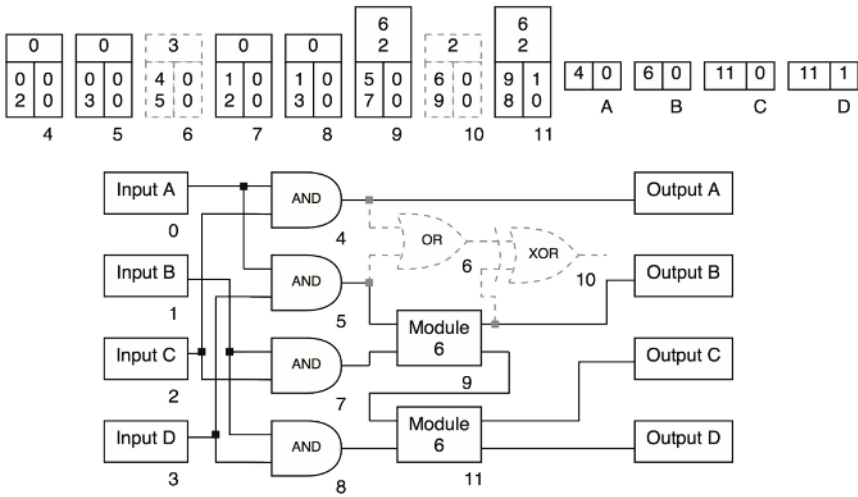 0 0 3 0 0 6 2 6 2 2
0 0 2 0
4
0 0 3 0
5
4 0 5 0
6
1 0 2 0
7
1 0 3 0
8
5 0 7 0
9
6 0 9 0
10
9 1 8 0
11
4 0
A
6 0
B
11 0
C
11 1
D
Input A
0
Input B
1
Input C
2
Input D
3
AND
4
AND
5
AND
7
AND
8
OR
6
XOR
10
Module
6
9
Module
6
11
Output A
Output B
Output C
Output D